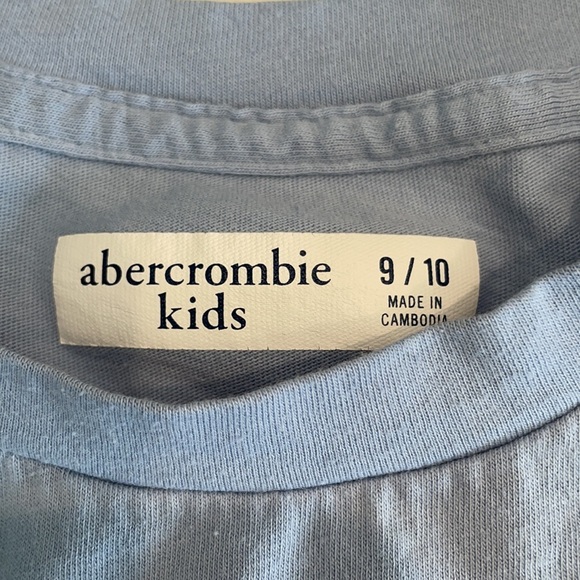 abercrombie
kids
9 / 10
MADE IN
CAMBODIA